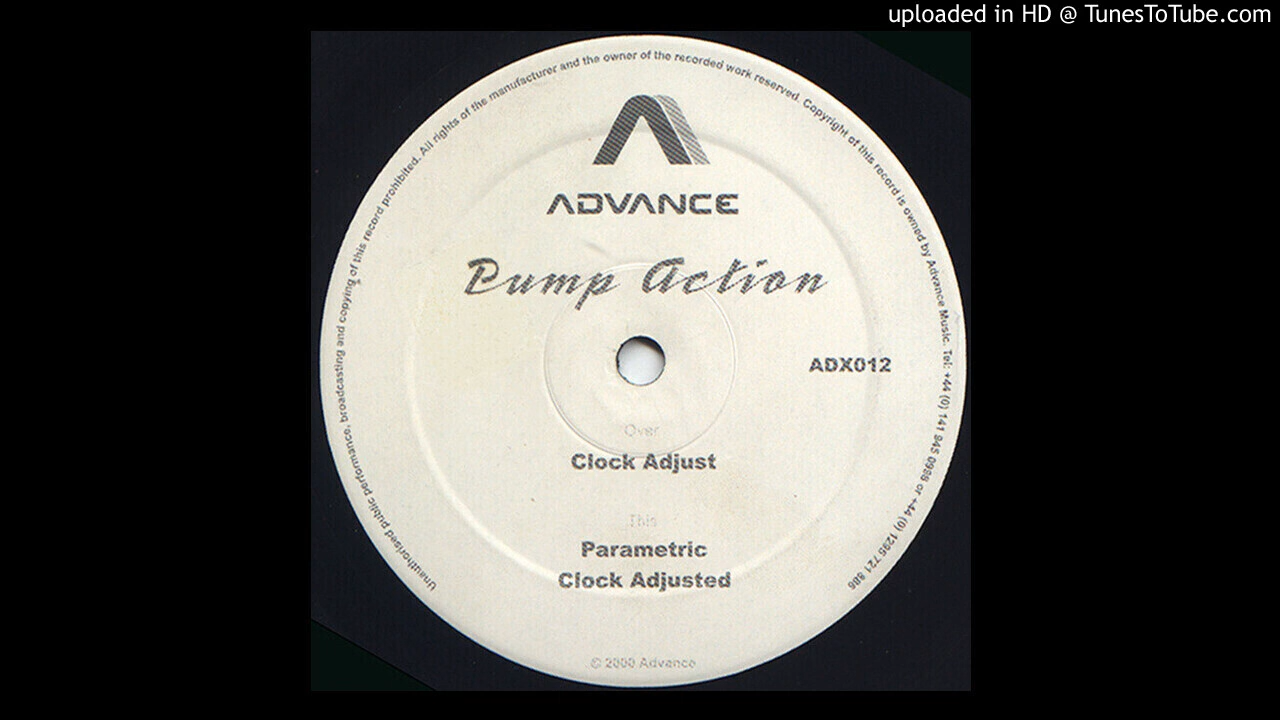 uploaded in HD @ TunesToTube.com
Unauthorised public performance, broadcasting and copying of this record prohibited. All rights of the manufacturer and the owner of the recorded work reserved. Copyright of this record is owned by Advance Music. Tel: +44 (0) 141 945 0998 or +44 (0) 1295 721 806
ADVANCE
Pump Action
ADX012
Over
Clock Adjust
This
Parametric
Clock Adjusted
© 2000 Advance